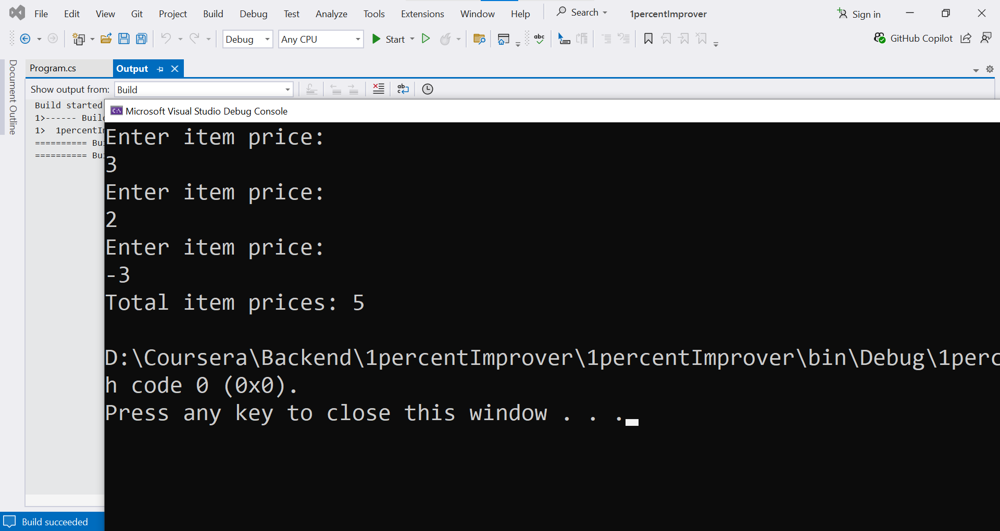 File Edit View Git Project Build Debug Test Analyze Tools Extensions Window Help Search 1percentImprover Sign in
Debug Any CPU Start abc GitHub Copilot
Document Outline
Program.cs Output
Show output from: Build
Build started
1>------ Buil
1> 1percentI
========== Bu
========== Bu
Microsoft Visual Studio Debug Console
Enter item price:
3
Enter item price:
2
Enter item price:
-3
Total item prices: 5
D:\Coursera\Backend\1percentImprover\1percentImprover\bin\Debug\1perc
h code 0 (0x0).
Press any key to close this window . . .
Build succeeded